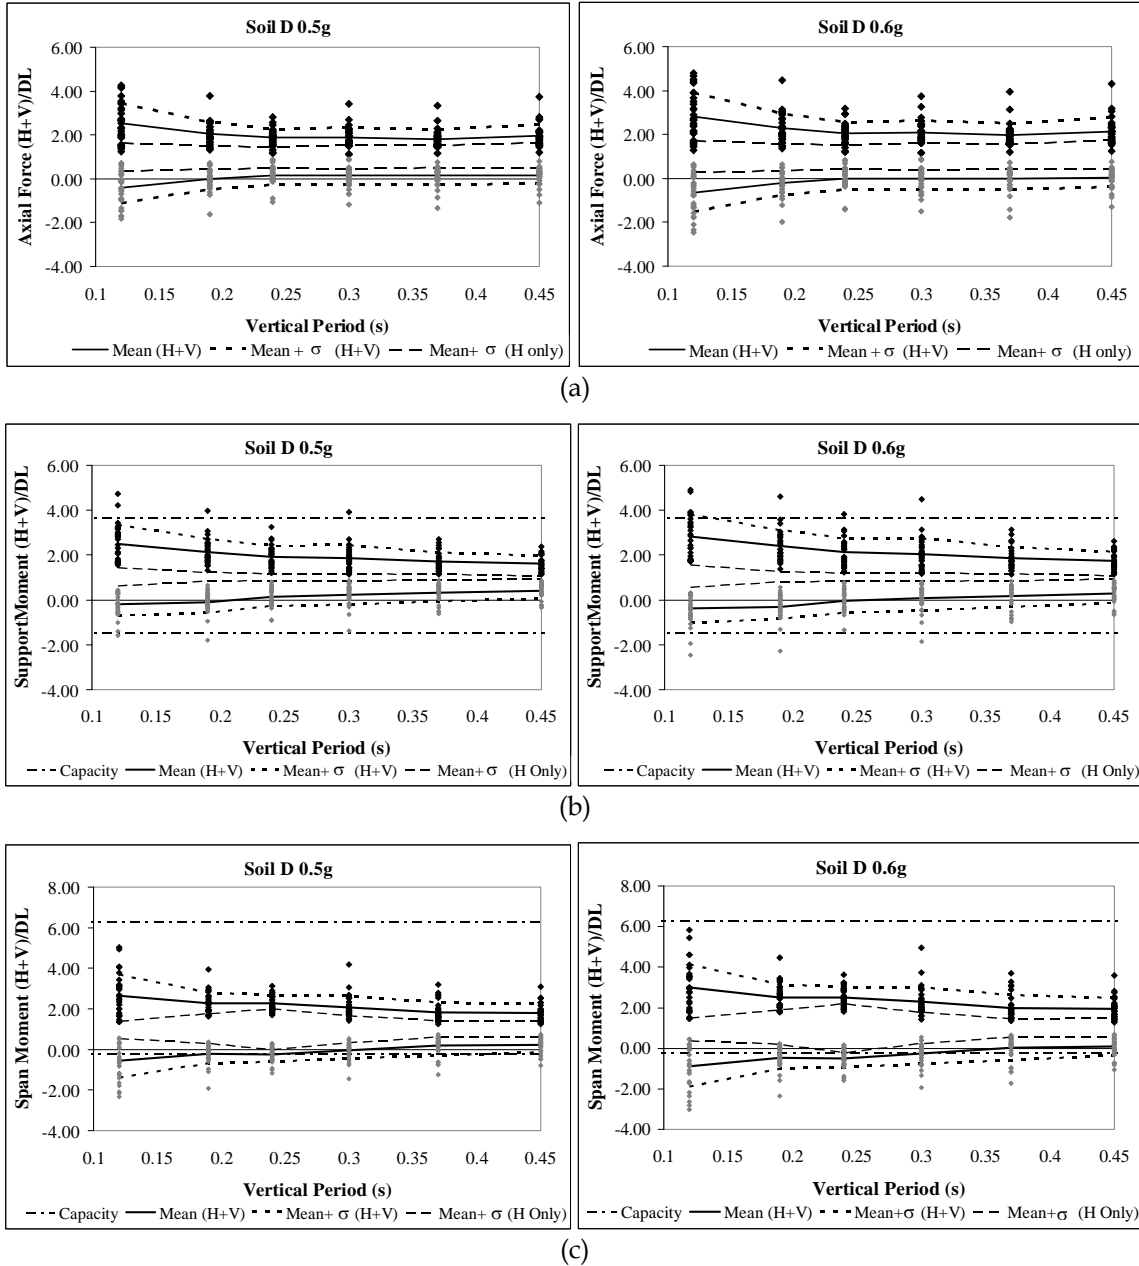 Soil D 0.5g
6.00
4.00
2.00
0.00
-2.00
-4.00
Axial Force (H+V)/DL
0.1 0.15 0.2 0.25 0.3 0.35 0.4 0.45
Vertical Period (s)
Mean (H+V) Mean + σ (H+V) Mean+ σ (H only)
Soil D 0.6g
6.00
4.00
2.00
0.00
-2.00
-4.00
Axial Force (H+V)/DL
0.1 0.15 0.2 0.25 0.3 0.35 0.4 0.45
Vertical Period (s)
Mean (H+V) Mean + σ (H+V) Mean+ σ (H only)
(a)
Soil D 0.5g
6.00
4.00
2.00
0.00
-2.00
-4.00
SupportMoment (H+V)/DL
0.1 0.15 0.2 0.25 0.3 0.35 0.4 0.45
Vertical Period (s)
Capacity Mean (H+V) Mean+ σ (H+V) Mean+ σ (H Only)
Soil D 0.6g
6.00
4.00
2.00
0.00
-2.00
-4.00
SupportMoment (H+V)/DL
0.1 0.15 0.2 0.25 0.3 0.35 0.4 0.45
Vertical Period (s)
Capacity Mean (H+V) Mean+ σ (H+V) Mean+ σ (H Only)
(b)
Soil D 0.5g
8.00
6.00
4.00
2.00
0.00
-2.00
-4.00
Span Moment (H+V)/DL
0.1 0.15 0.2 0.25 0.3 0.35 0.4 0.45
Vertical Period (s)
Capacity Mean (H+V) Mean+ σ (H+V) Mean+ σ (H Only)
Soil D 0.6g
8.00
6.00
4.00
2.00
0.00
-2.00
-4.00
Span Moment (H+V)/DL
0.1 0.15 0.2 0.25 0.3 0.35 0.4 0.45
Vertical Period (s)
Capacity Mean (H+V) Mean+σ (H+V) Mean+σ (H Only)
(c)